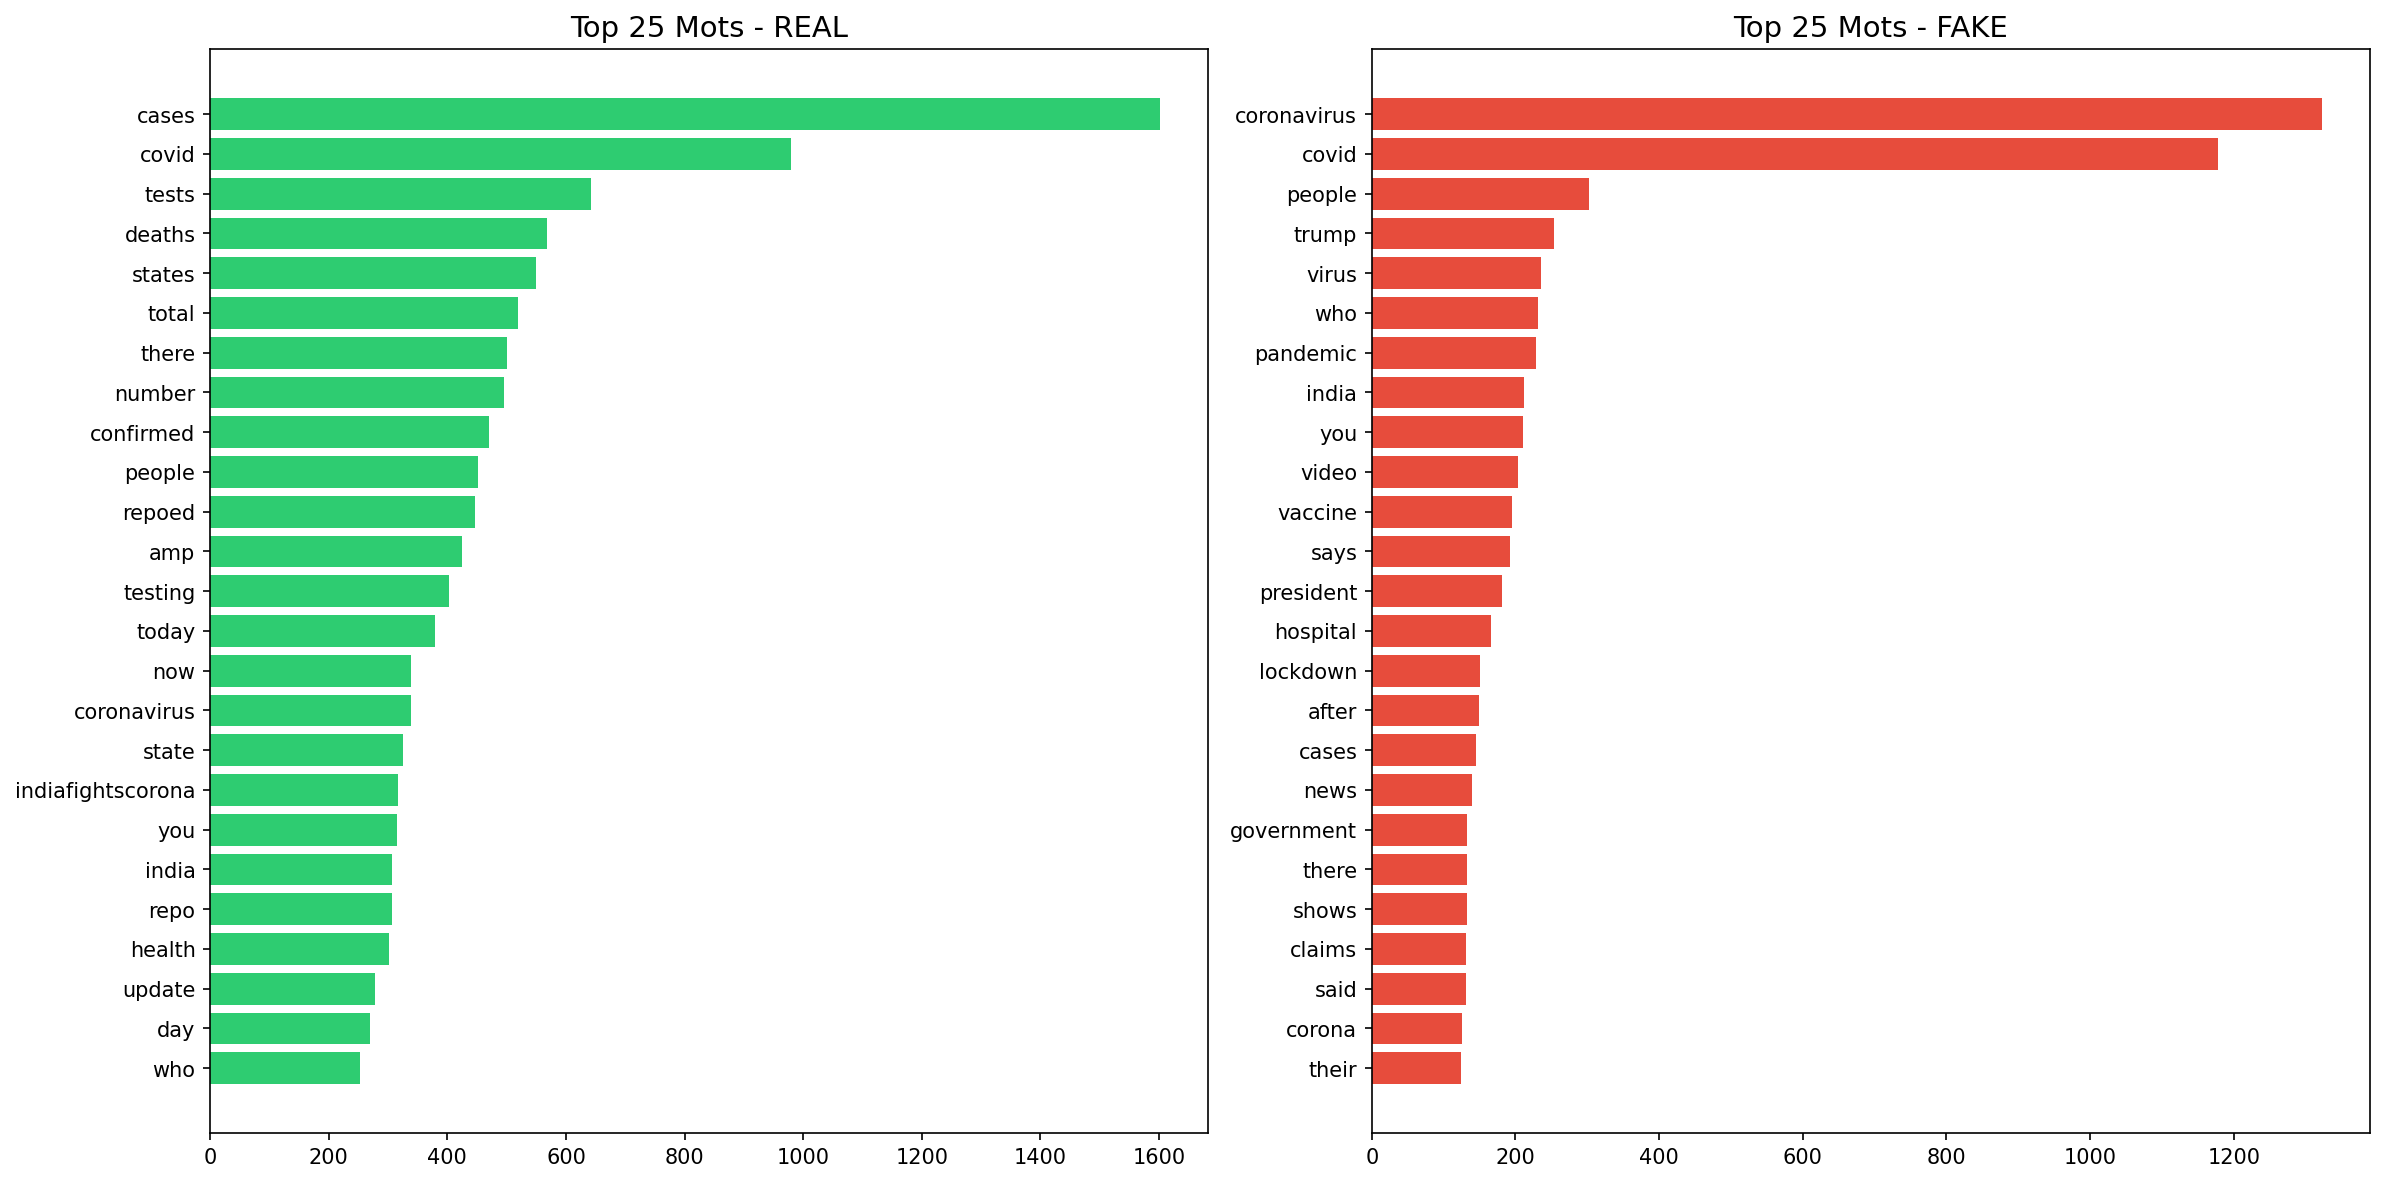 Top 25 Mots - REAL
cases
covid
tests
deaths
states
total
there
number
confirmed
people
repoed
amp
testing
today
now
coronavirus
state
indiafightscorona
you
india
repo
health
update
day
who
0 200 400 600 800 1000 1200 1400 1600
Top 25 Mots - FAKE
coronavirus
covid
people
trump
virus
who
pandemic
india
you
video
vaccine
says
president
hospital
lockdown
after
cases
news
government
there
shows
claims
said
corona
their
0 200 400 600 800 1000 1200